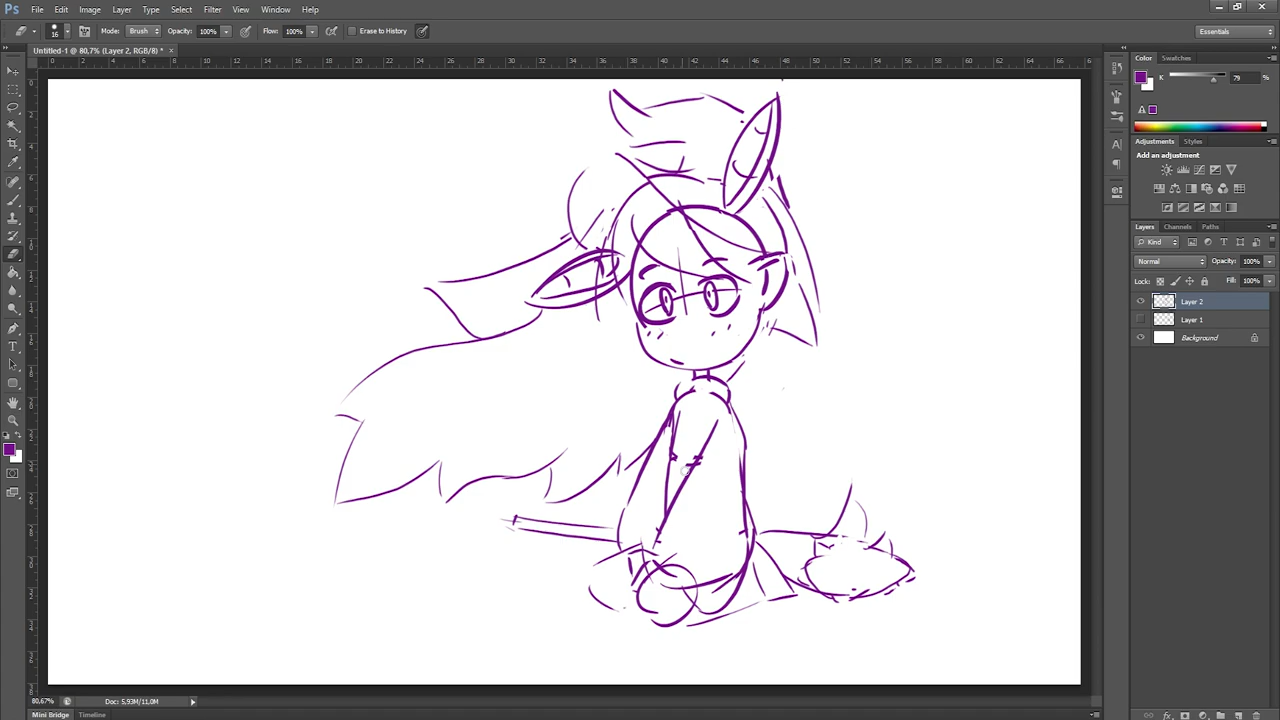 Ps File Edit Image Layer Type Select Filter View Window Help
16 Mode: Brush Opacity: 100% Flow: 100% Erase to History Essentials
Untitled-1 @ 80,7% (Layer 2, RGB/8) * ×
Color Swatches
K 79 %
Adjustments Styles
Add an adjustment
Layers Channels Paths
Kind
Normal Opacity: 100%
Lock: Fill: 100%
Layer 2
Layer 1
Background
80,67% Doc: 5,93M/11,0M
Mini Bridge Timeline